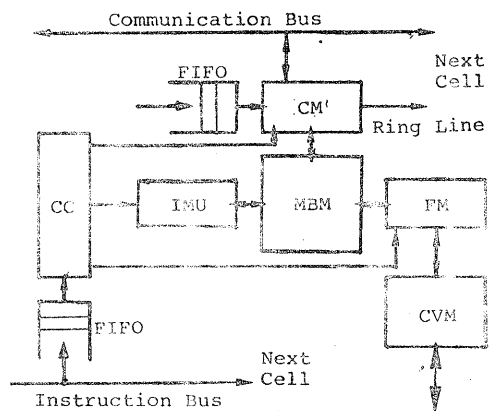 Communication Bus
Next
Cell
FIFO
CM'
Ring Line
CC
IMU
MBM
FM
FIFO
CVM
Next
Cell
Instruction Bus